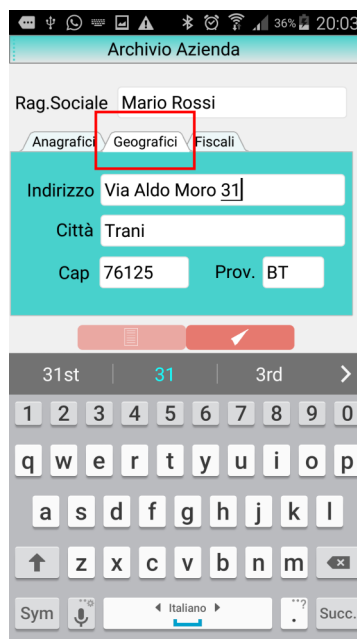 36% 20:03
Archivio Azienda
Rag.Sociale Mario Rossi
Anagrafici Geografici Fiscali
Indirizzo Via Aldo Moro 31
Città Trani
Cap 76125 Prov. BT
31st 31 3rd
1 2 3 4 5 6 7 8 9 0
q w e r t y u i o p
a s d f g h j k l
z x c v b n m
Sym Italiano . ? Succ.